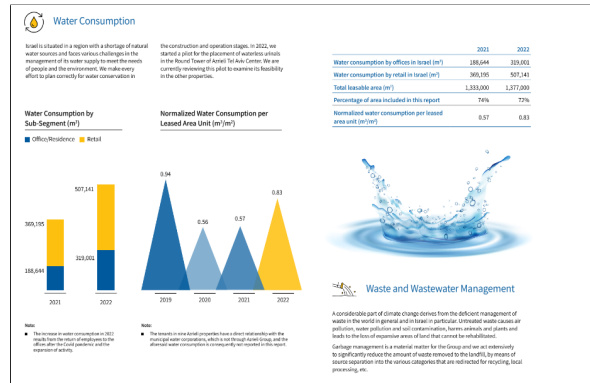 Water Consumption
Israel is situated in a region with a shortage of natural
water sources and faces various challenges in the
management of its water supply to meet the needs
of people and the environment. We make every
effort to plan correctly for water conservation in
the construction and operation stages. In 2022, we
started a pilot for the placement of waterless urinals
in the Round Tower of Azrieli Tel Aviv Center. We are
currently reviewing this pilot to examine its feasibility
in the other properties.
2021 2022
Water consumption by offices in Israel (m³) 188,644 319,001
Water consumption by retail in Israel (m³) 369,195 507,141
Total leasable area (m²) 1,333,000 1,377,000
Percentage of area included in this report 74% 72%
Normalized water consumption per leased
area unit (m³/m²) 0.57 0.83
Water Consumption by
Sub-Segment (m³)
Office/Residence Retail
507,141
369,195
319,001
188,644
2021 2022
Note:
The increase in water consumption in 2022
results from the return of employees to the
offices after the Covid pandemic and the
expansion of activity.
Normalized Water Consumption per
Leased Area Unit (m³/m²)
0.94
0.56
0.57
0.83
2019 2020 2021 2022
Note:
The tenants in nine Azrieli properties have a direct relationship with the
municipal water corporations, which is not through Azrieli Group, and the
aforesaid water consumption is consequently not reported in this report
Waste and Wastewater Management
A considerable part of climate change derives from the deficient management of
waste in the world in general and in Israel in particular. Untreated waste causes air
pollution, water pollution and soil contamination, harms animals and plants and
leads to the loss of expansive areas of land that cannot be rehabilitated.
Garbage management is a material matter for the Group and we act extensively
to significantly reduce the amount of waste removed to the landfill, by means of
source separation into the various categories that are redirected for recycling, local
processing, etc.